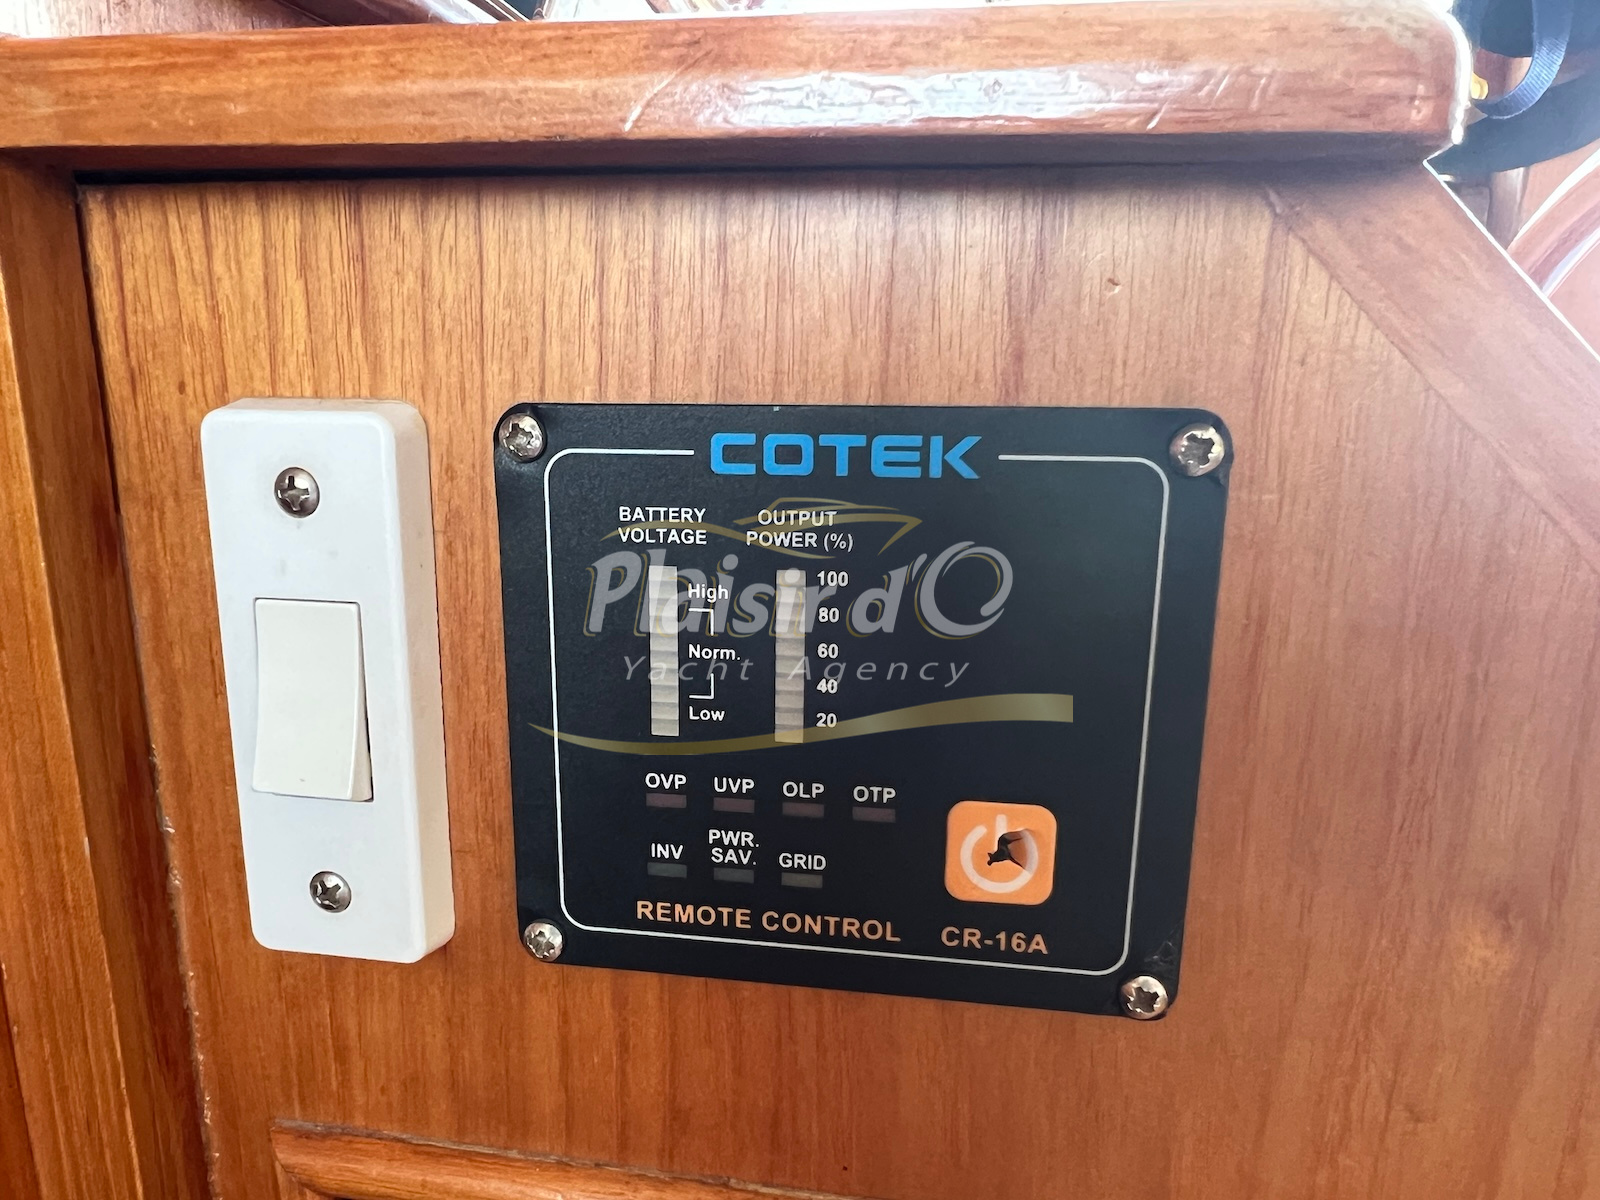 COTEK
BATTERY VOLTAGE
OUTPUT POWER (%)
High
Norm.
Low
100
80
60
40
20
Plaisir d'O
Yacht Agency
OVP UVP OLP OTP
INV PWR. SAV. GRID
REMOTE CONTROL CR-16A